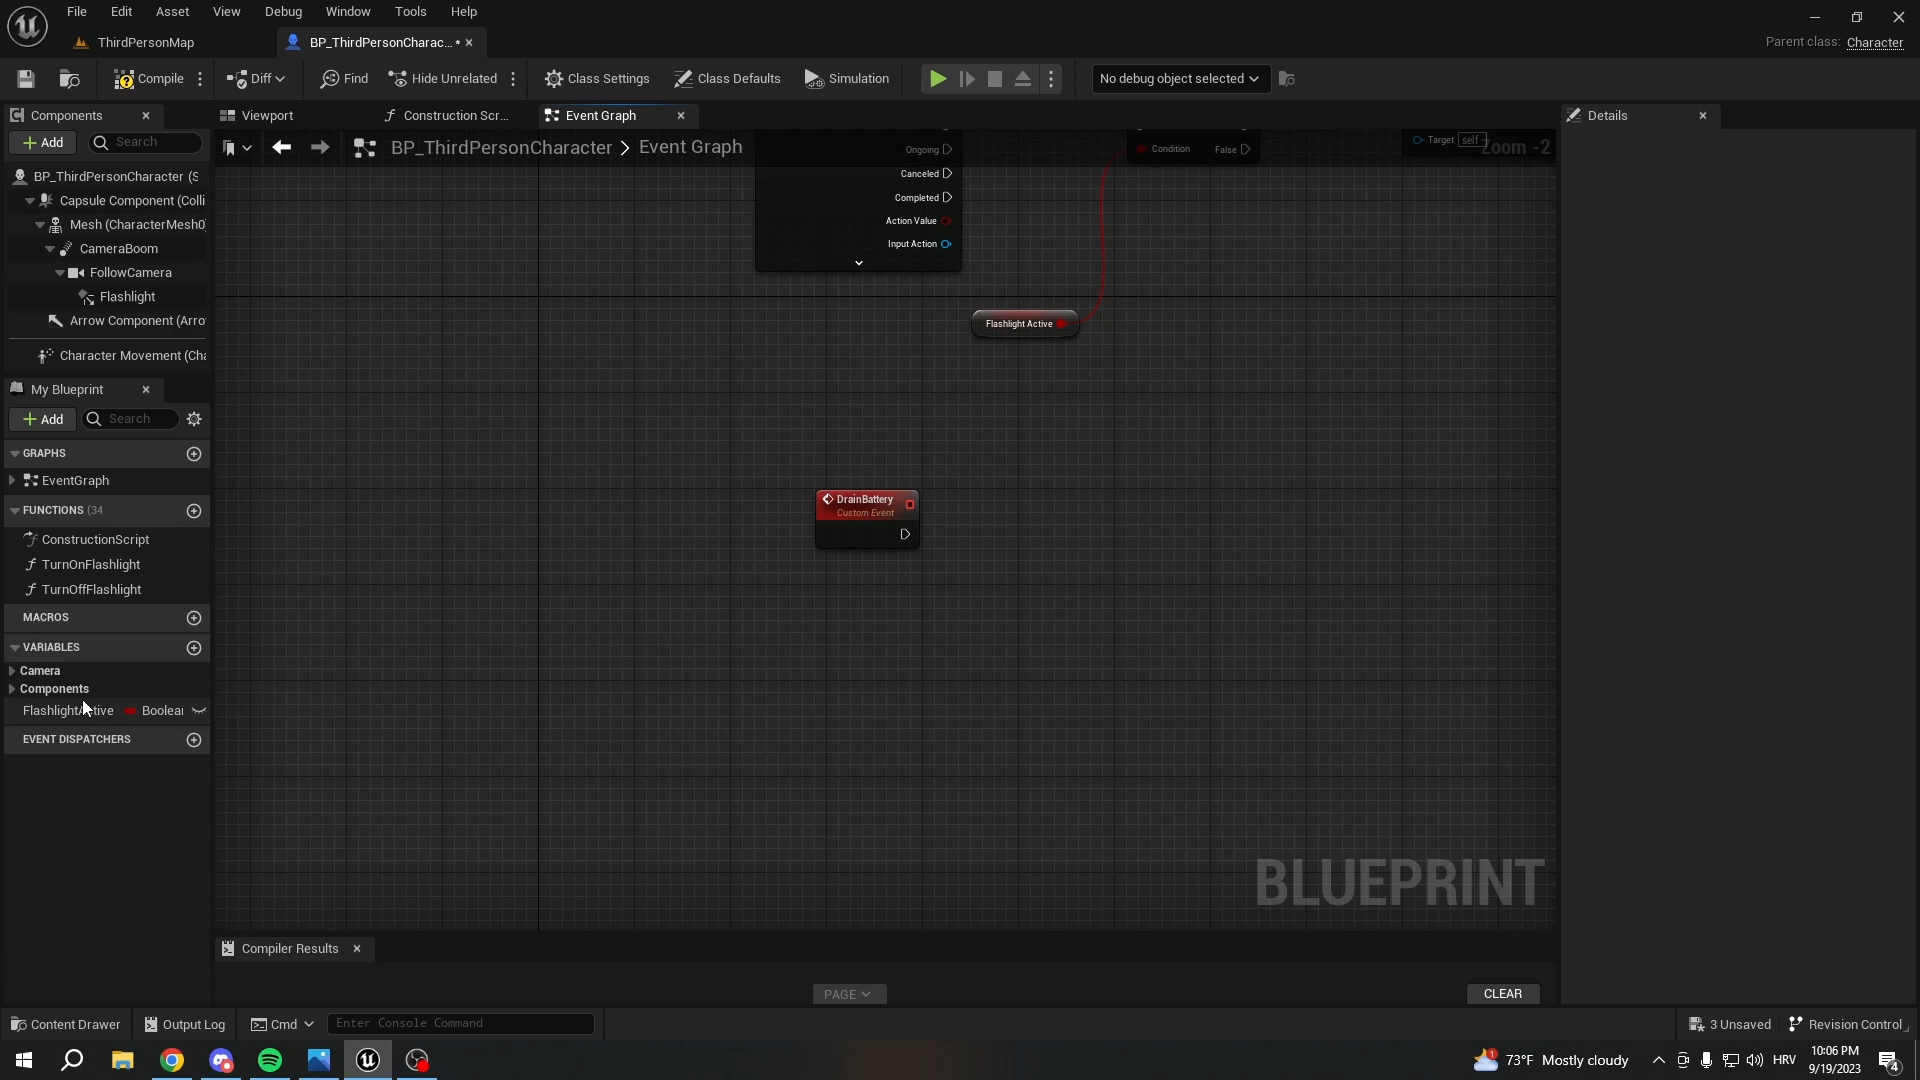 File Edit Asset View Debug Window Tools Help
ThirdPersonMap
BP_ThirdPersonCharac... •
Parent class: Character
Compile
Diff
Find
Hide Unrelated
Class Settings
Class Defaults
Simulation
No debug object selected
Components
Viewport
Construction Scr...
Event Graph
Details
Add
Search
BP_ThirdPersonCharacter > Event Graph
Zoom -2
BP_ThirdPersonCharacter (S
Capsule Component (Colli
Mesh (CharacterMesh0)
CameraBoom
FollowCamera
Flashlight
Arrow Component (Arro
Character Movement (Cha
Ongoing
Canceled
Completed
Action Value
Input Action
Condition
False
Target self
Flashlight Active
My Blueprint
Add
Search
GRAPHS
EventGraph
FUNCTIONS (34
ConstructionScript
TurnOnFlashlight
TurnOffFlashlight
MACROS
VARIABLES
Camera
Components
FlashlightActive Boolean
EVENT DISPATCHERS
DrainBattery
Custom Event
BLUEPRINT
Compiler Results
PAGE
CLEAR
Content Drawer
Output Log
Cmd
Enter Console Command
3 Unsaved
Revision Control
1
73°F Mostly cloudy
HRV
10:06 PM
9/19/2023
4